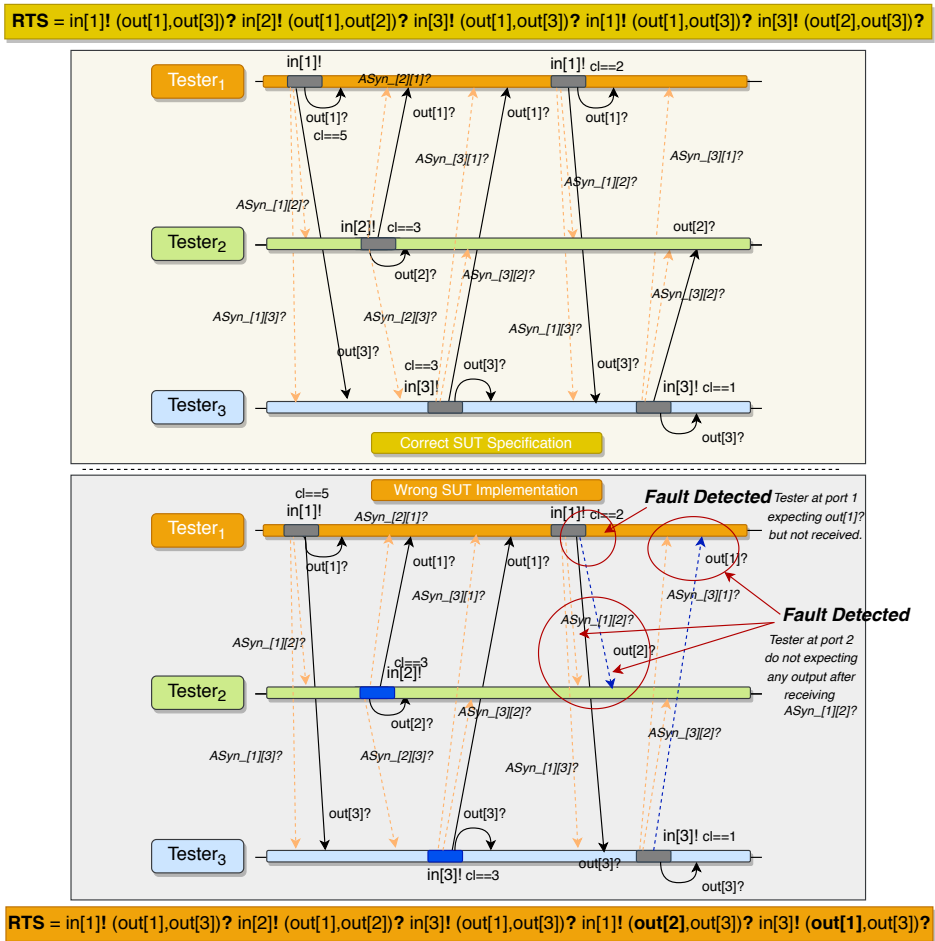 RTS = in[1]! (out[1],out[3])? in[2]! (out[1],out[2])? in[3]! (out[1],out[3])? in[1]! (out[1],out[3])? in[3]! (out[2],out[3])?
in[1]!
in[1]! cl==2
Tester1
ASyn_[2][1]?
out[1]?
cl==5
out[1]?
out[1]?
out[1]?
ASyn_[3][1]?
ASyn_[3][1]?
ASyn_[1][2]?
ASyn_[1][2]?
in[2]! cl==3
out[2]?
Tester2
out[2]?
ASyn_[3][2]?
ASyn_[3][2]?
ASyn_[1][3]?
ASyn_[2][3]?
ASyn_[1][3]?
out[3]?
cl==3
in[3]!
out[3]?
out[3]?
in[3]! cl==1
Tester3
out[3]?
Correct SUT Specification
Wrong SUT Implementation
cl==5
in[1]!
ASyn_[2][1]?
in[1]! cl==2
Fault Detected
Tester at port 1
expecting out[1]?
but not received.
Tester1
out[1]?
out[1]?
out[1]?
out[1]?
ASyn_[3][1]?
ASyn_[3][1]?
Fault Detected
ASyn_[1][2]?
ASyn_[1][2]?
out[2]?
Tester at port 2
do not expecting
any output after
receiving
ASyn_[1][2]?
cl==3
in[2]!
Tester2
out[2]?
ASyn_[3][2]?
ASyn_[3][2]?
ASyn_[1][3]?
ASyn_[2][3]?
ASyn_[1][3]?
out[3]?
out[3]?
in[3]! cl==1
Tester3
out[3]?
in[3]! cl==3
out[3]?
RTS = in[1]! (out[1],out[3])? in[2]! (out[1],out[2])? in[3]! (out[1],out[3])? in[1]! (out[2],out[3])? in[3]! (out[1],out[3])?